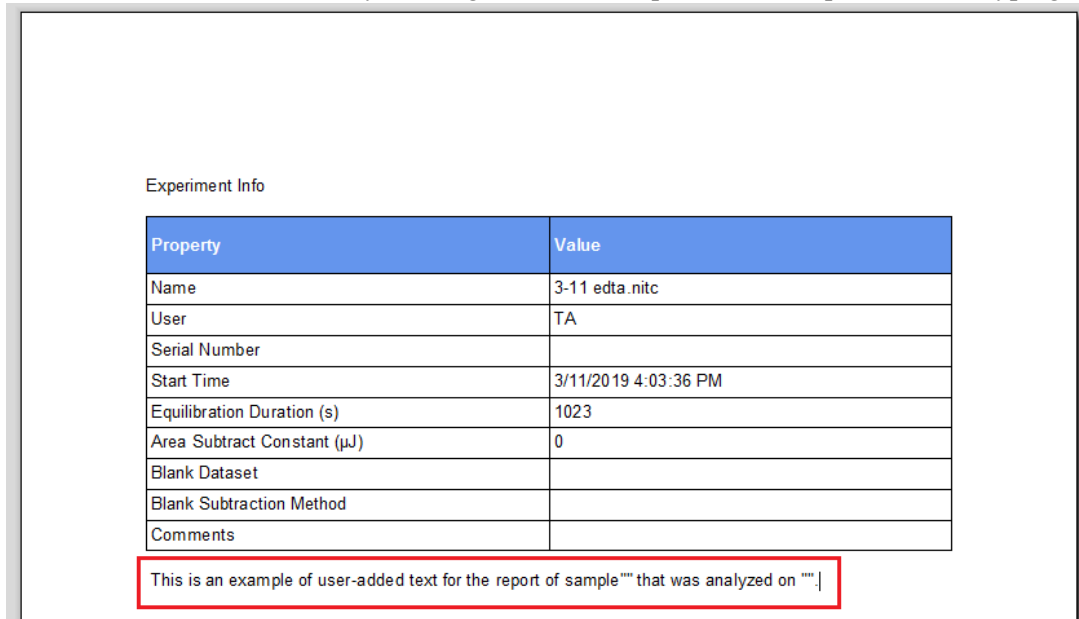 Experiment Info
Property Value
Name 3-11 edta.nitc
User TA
Serial Number
Start Time 3/11/2019 4:03:36 PM
Equilibration Duration (s) 1023
Area Subtract Constant (µJ) 0
Blank Dataset
Blank Subtraction Method
Comments
This is an example of user-added text for the report of sample"" that was analyzed on "".